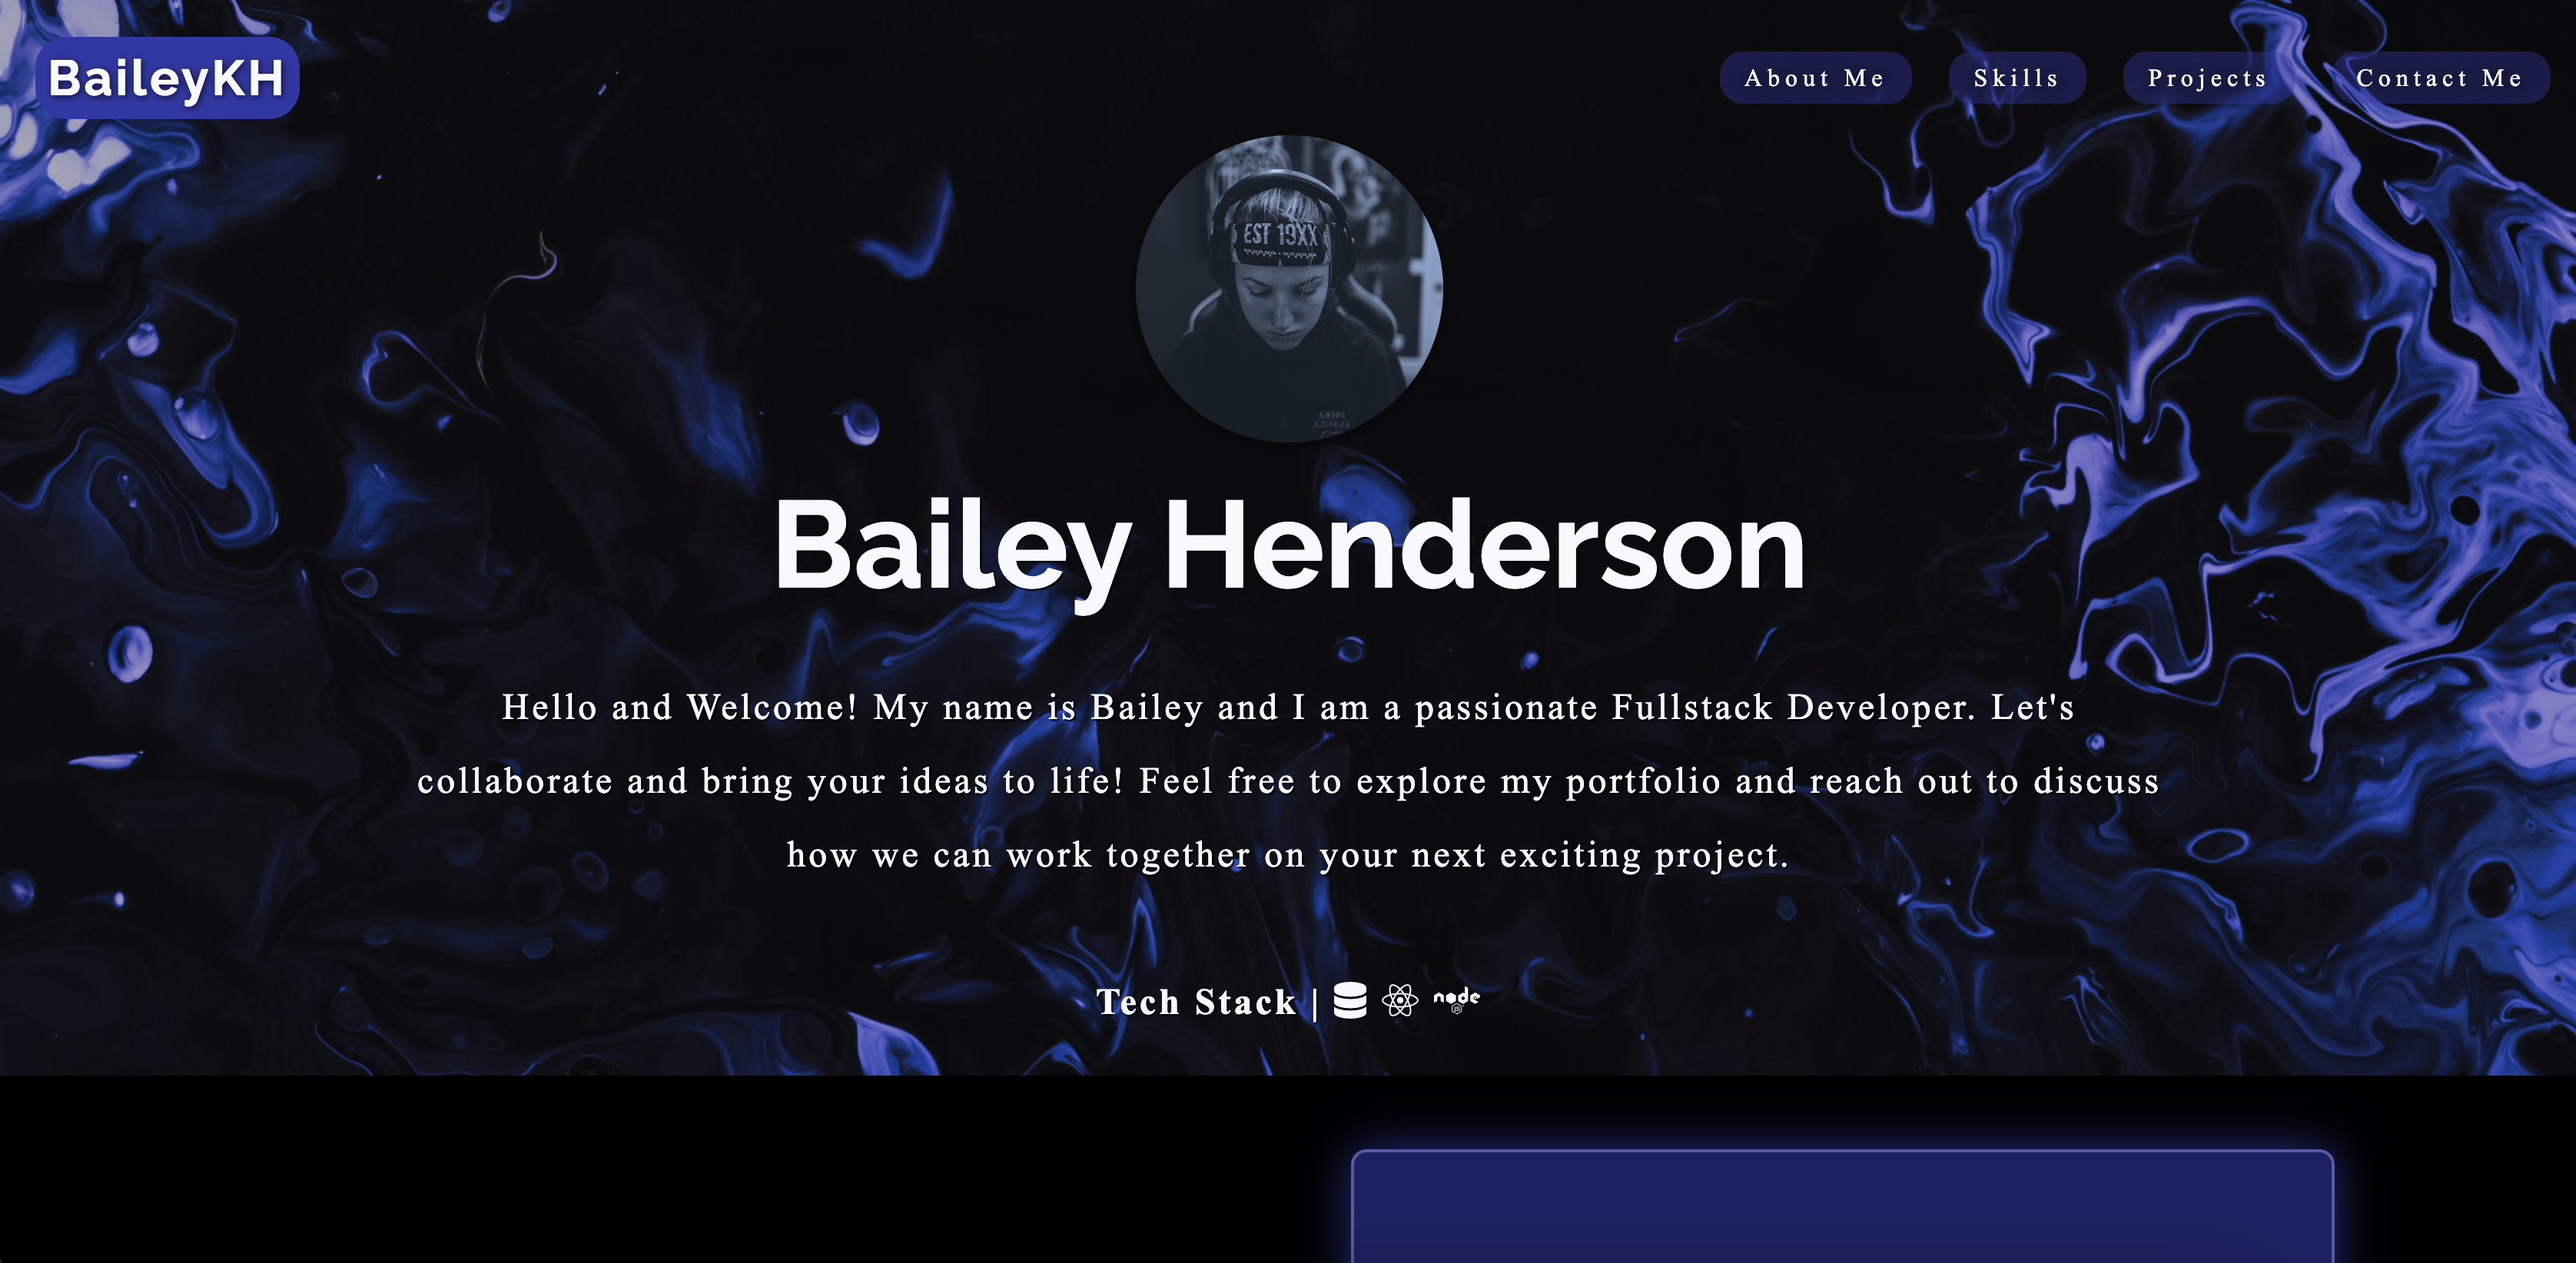 BaileyKH
About Me
Skills
Projects
Contact Me
EST 19XX
Bailey Henderson
Hello and Welcome! My name is Bailey and I am a passionate Fullstack Developer. Let's
collaborate and bring your ideas to life! Feel free to explore my portfolio and reach out to discuss
how we can work together on your next exciting project.
Tech Stack |
node
JS